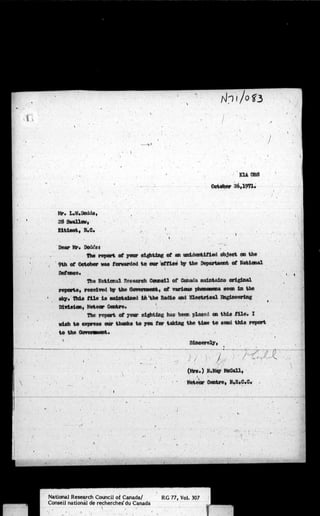 N71/083
K1A 0R8
October 26,1971.
Mr. L.H.Dodds,
28 Swallow,
Kitimat, B.C.
Dear Mr. Dodds:
The report of your sighting of an unidentified object on the
9th of October was forwarded to our office by the Department of National
Defence.
The National Research Council of Canada maintains original
reports, received by the Government, of various phenomena seen in the
sky. This file is maintained in the Radio and Electrical Engineering
Division, Meteor Centre.
The report of your sighting has been placed on this file. I
wish to express our thanks to you for taking the time to send this report
to the Government.
Sincerely,
(Mrs.) R.May McCall,
Meteor Centre, N.R.C.C.
National Research Council of Canada/ RG 77, Vol. 307
Conseil national de recherches du Canada